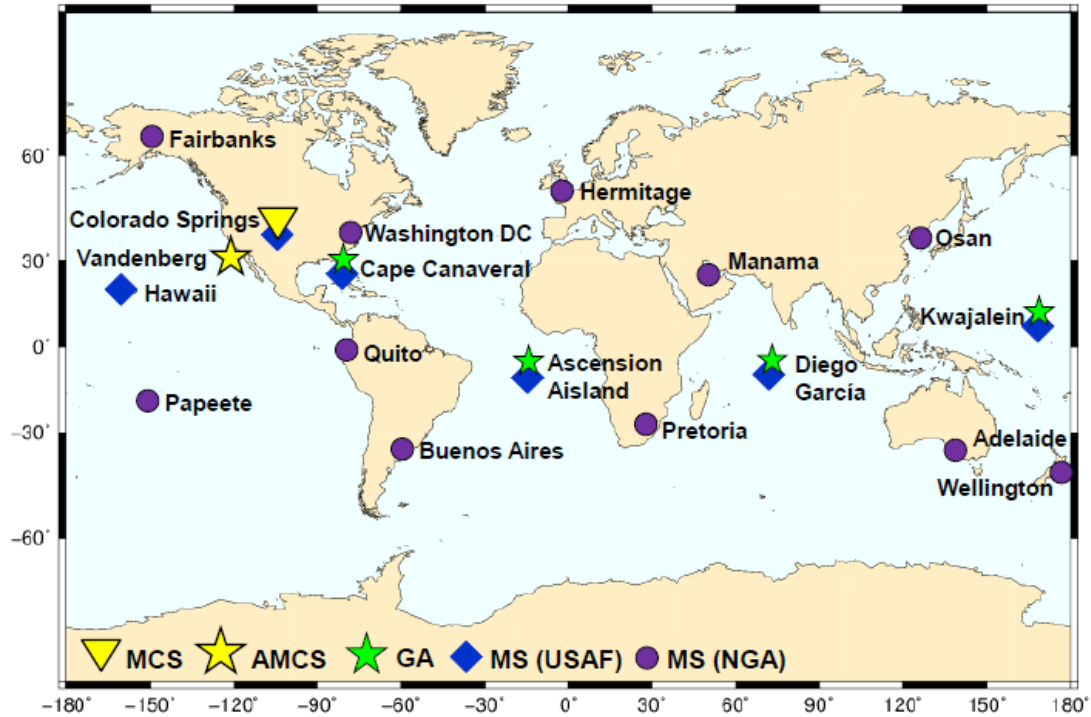 Fairbanks
60°
Hermitage
Colorado Springs
Washington DC
Osan
Vandenberg
30°
Cape Canaveral
Manama
Hawaii
Kwajalein
0°
Quito
Ascension
Aisland
Diego
García
Papeete
-30°
Pretoria
Adelaide
Buenos Aires
Wellington
-60°
MCS AMCS GA MS (USAF) MS (NGA)
-180° -150° -120° -90° -60° -30° 0° 30° 60° 90° 120° 150° 180°